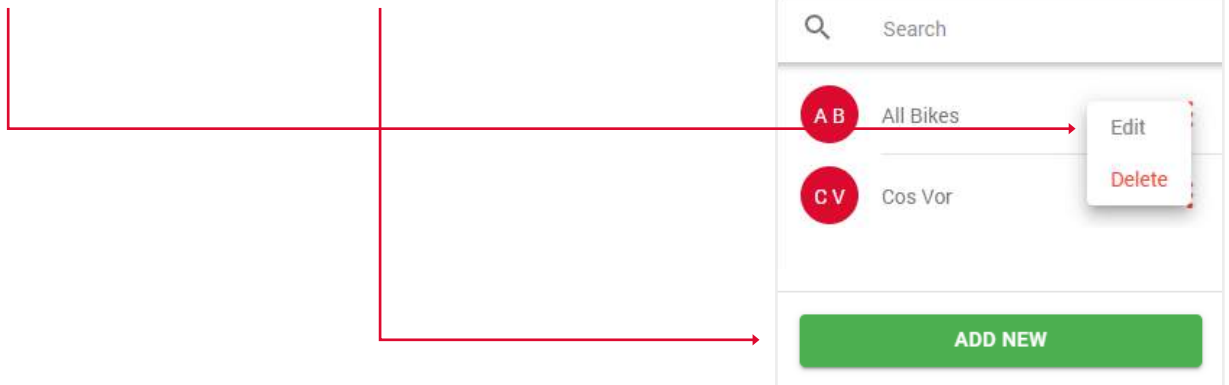 Search
A B
All Bikes
Edit
Delete
C V
Cos Vor
ADD NEW